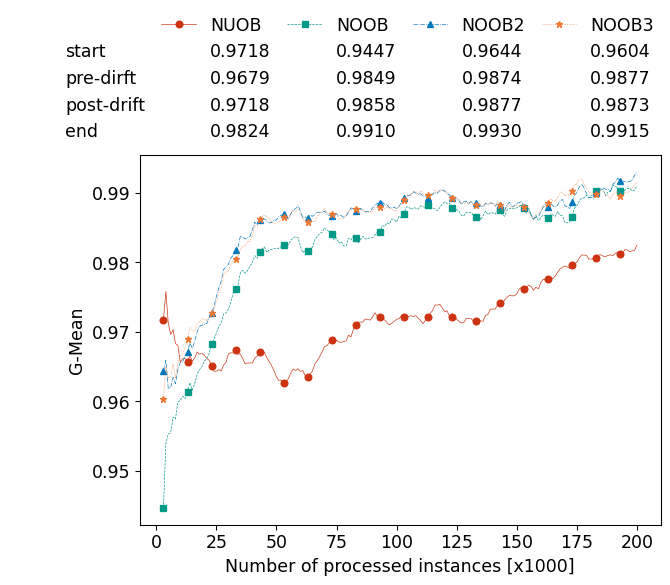 NUOB NOOB NOOB2 NOOB3
start 0.9718 0.9447 0.9644 0.9604
pre-dirft 0.9679 0.9849 0.9874 0.9877
post-drift 0.9718 0.9858 0.9877 0.9873
end 0.9824 0.9910 0.9930 0.9915
0.99
0.98
0.97
0.96
0.95
G-Mean
0 25 50 75 100 125 150 175 200
Number of processed instances [x1000]